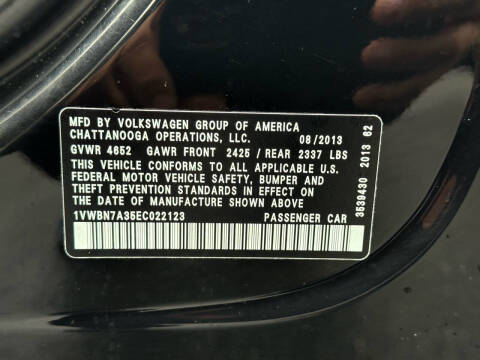 MFD BY VOLKSWAGEN GROUP OF AMERICA
CHATTANOOGA OPERATIONS, LLC. 08/2013
GVWR 4652 GAWR FRONT 2425 / REAR 2337 LBS
THIS VEHICLE CONFORMS TO ALL APPLICABLE U.S.
FEDERAL MOTOR VEHICLE SAFETY, BUMPER AND
THEFT PREVENTION STANDARDS IN EFFECT ON
THE DATE OF MANUFACTURE SHOWN ABOVE
1VWBN7A35EC022123 PASSENGER CAR
3539430 2013 62